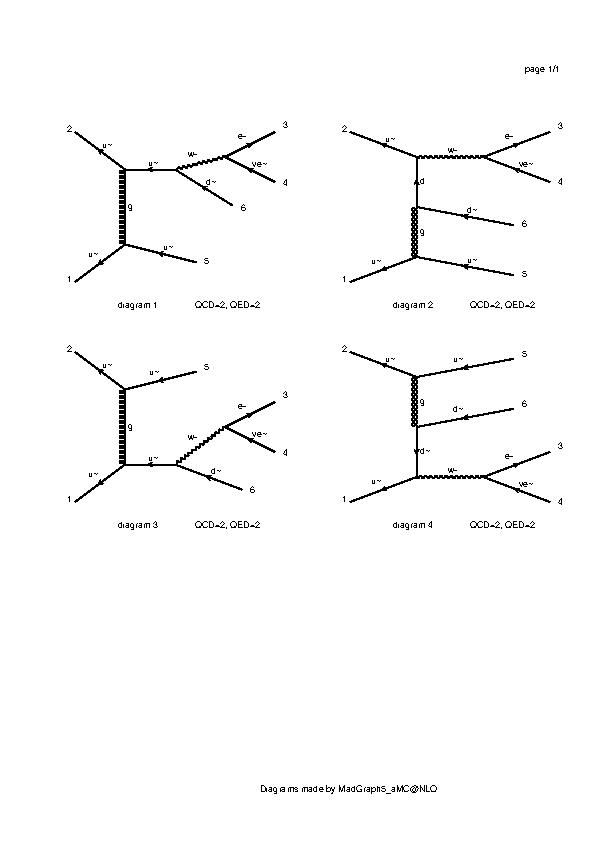 page 1/1
2 u~ u~ w- e- 3
ve~ 4
d~ 6
g
u~ u~ 5
1
diagram 1 QCD=2, QED=2
2 u~ w- e- 3
ve~ 4
d
d~ 6
g
u~ u~ 5
1
diagram 2 QCD=2, QED=2
2 u~ u~ 5
e- 3
g w- ve~ 4
u~ u~ d~ 6
1
diagram 3 QCD=2, QED=2
2 u~ u~ 5
g d~ 6
d~ e- 3
u~ w- ve~ 4
1
diagram 4 QCD=2, QED=2
Diagrams made by MadGraph5_aMC@NLO